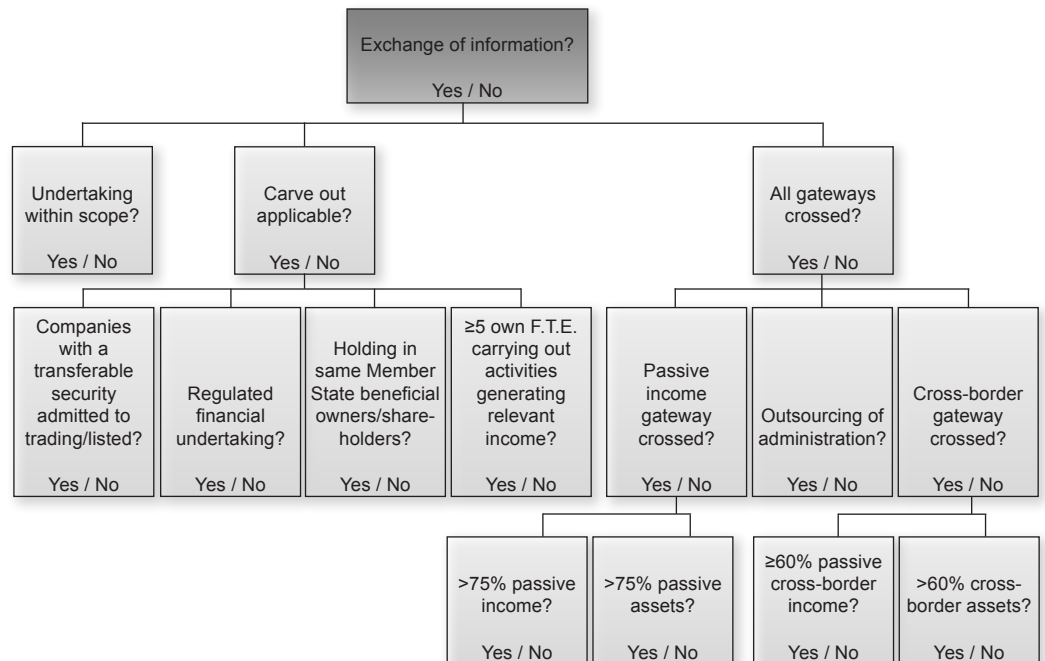 Exchange of information?
Yes / No
Undertaking
within scope?
Yes / No
Carve out
applicable?
Yes / No
All gateways
crossed?
Yes / No
Companies
with a
transferable
security
admitted to
trading/listed?
Yes / No
Regulated
financial
undertaking?
Yes / No
Holding in
same Member
State beneficial
owners/share-
holders?
Yes / No
≥5 own F.T.E.
carrying out
activities
generating
relevant
income?
Yes / No
Passive
income
gateway
crossed?
Yes / No
Outsourcing of
administration?
Yes / No
Cross-border
gateway
crossed?
Yes / No
>75% passive
income?
Yes / No
>75% passive
assets?
Yes / No
≥60% passive
cross-border
income?
Yes / No
>60% cross-
border assets?
Yes / No